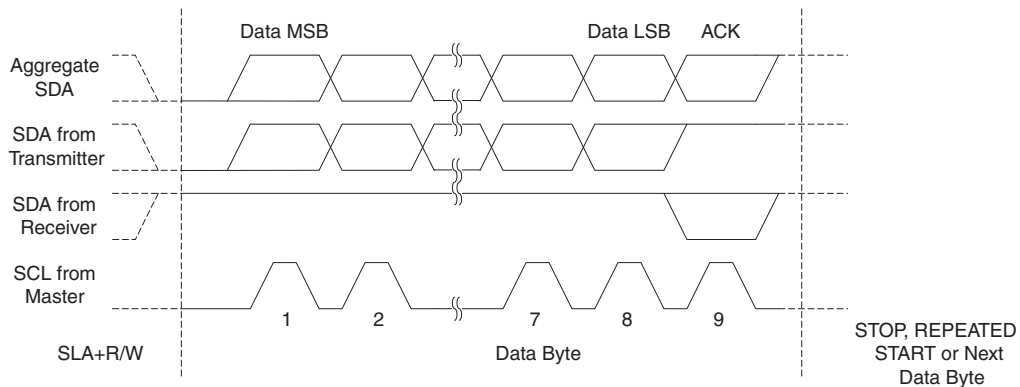 Data MSB
Data LSB
ACK
Aggregate
SDA
SDA from
Transmitter
SDA from
Receiver
SCL from
Master
1
2
7
8
9
SLA+R/W
Data Byte
STOP, REPEATED
START or Next
Data Byte